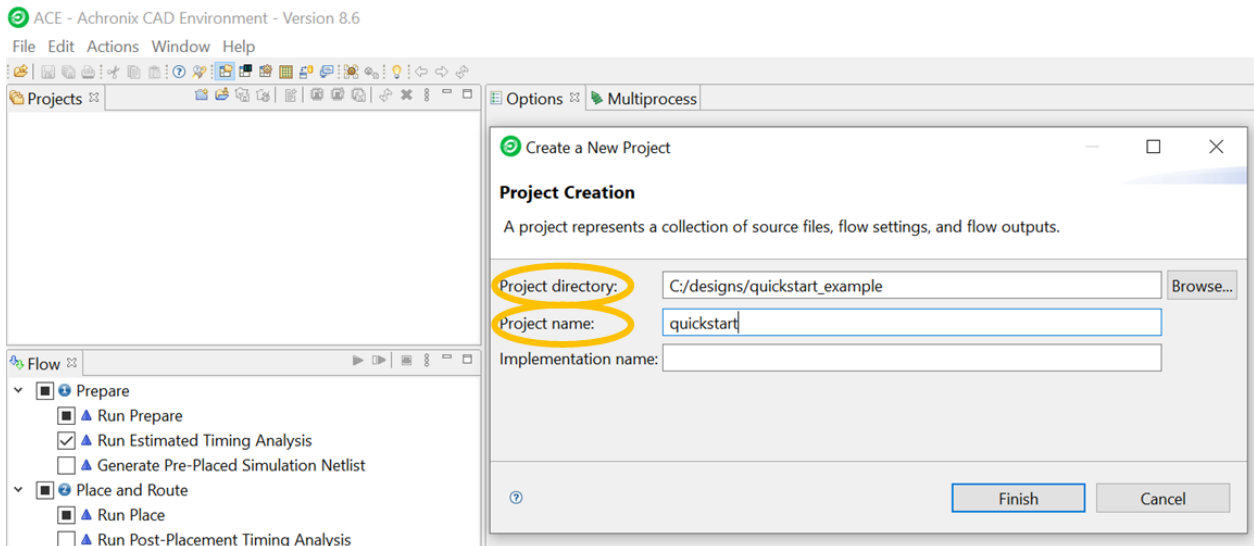 ACE - Achronix CAD Environment - Version 8.6
File Edit Actions Window Help
Projects
Options
Multiprocess
Create a New Project
Project Creation
A project represents a collection of source files, flow settings, and flow outputs.
Project directory:
C:/designs/quickstart_example
Browse...
Project name:
quickstart
Implementation name:
Finish
Cancel
Flow
Prepare
Run Prepare
Run Estimated Timing Analysis
Generate Pre-Placed Simulation Netlist
Place and Route
Run Place
Run Post-Placement Timing Analysis